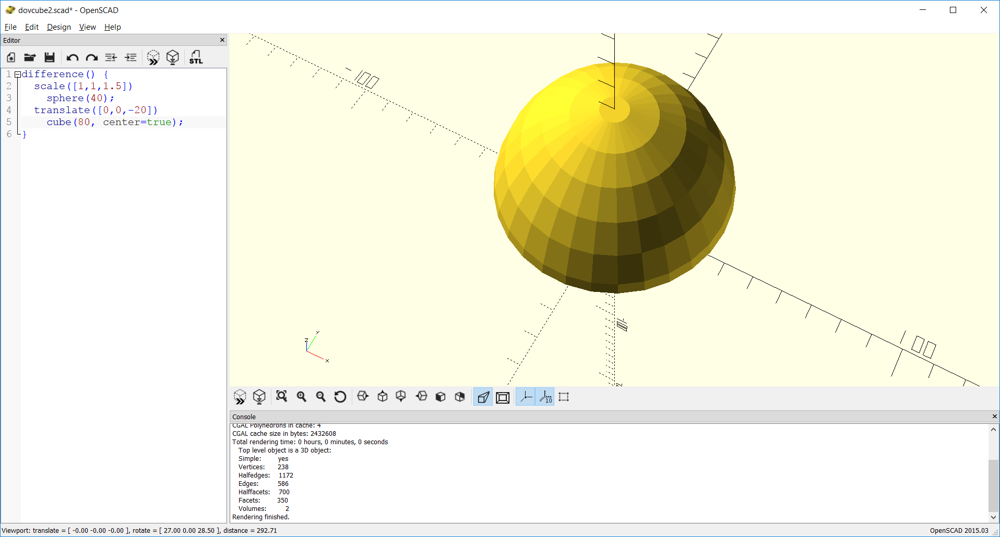 dovcube2.scad* - OpenSCAD
File Edit Design View Help
Editor
STL
1 difference() {
2 scale([1,1,1.5])
3 sphere(40);
4 translate([0,0,-20])
5 cube(80, center=true);
6 }
100
100
z
y
x
10
Console
CGAL Polyhedrons in cache: 4
CGAL cache size in bytes: 2432608
Total rendering time: 0 hours, 0 minutes, 0 seconds
Top level object is a 3D object:
Simple: yes
Vertices: 238
Halfedges: 1172
Edges: 586
Halffacets: 700
Facets: 350
Volumes: 2
Rendering finished.
Viewport: translate = [ -0.00 -0.00 -0.00 ], rotate = [ 27.00 0.00 28.50 ], distance = 292.71
OpenSCAD 2015.03